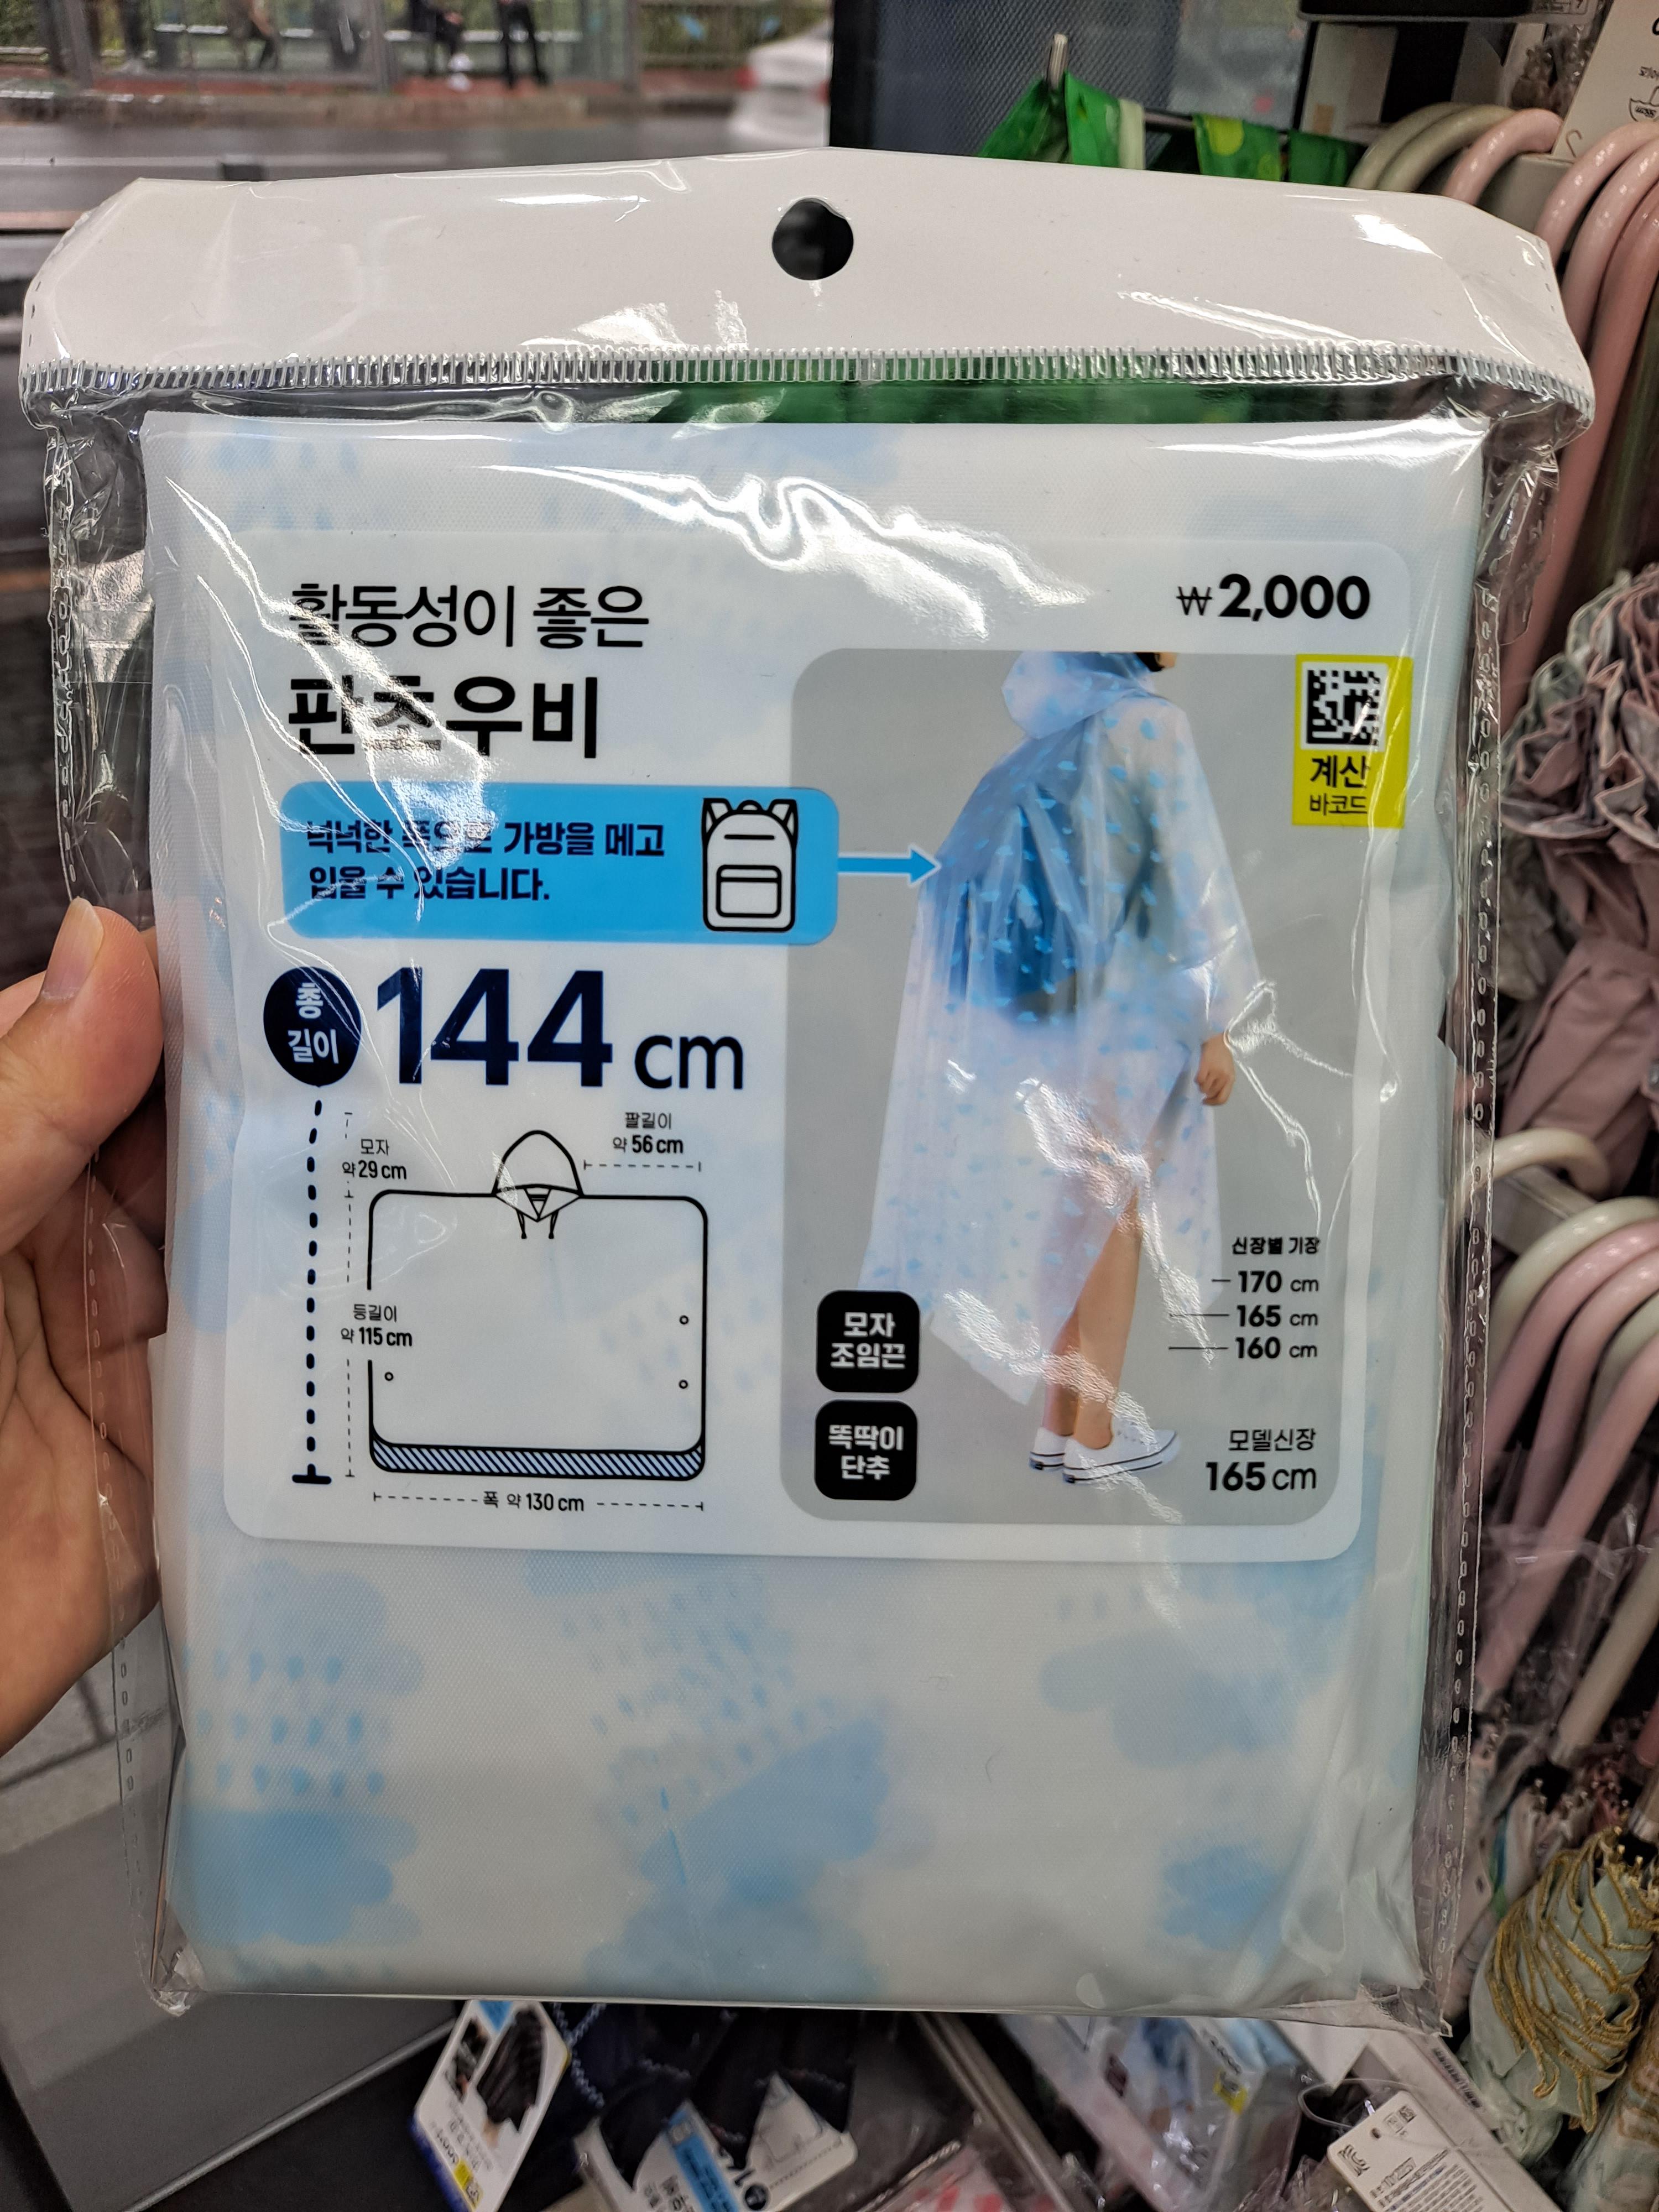 활동성이 좋은
판초우비
₩2,000
계산
바코드
넉넉한 폭으로 가방을 메고
입을 수 있습니다.
총
길이
144 cm
모자
약 29 cm
팔길이
약 56 cm
등길이
약 115 cm
폭 약 130 cm
모자
조임끈
똑딱이
단추
신장별 기장
170 cm
165 cm
160 cm
모델신장
165 cm